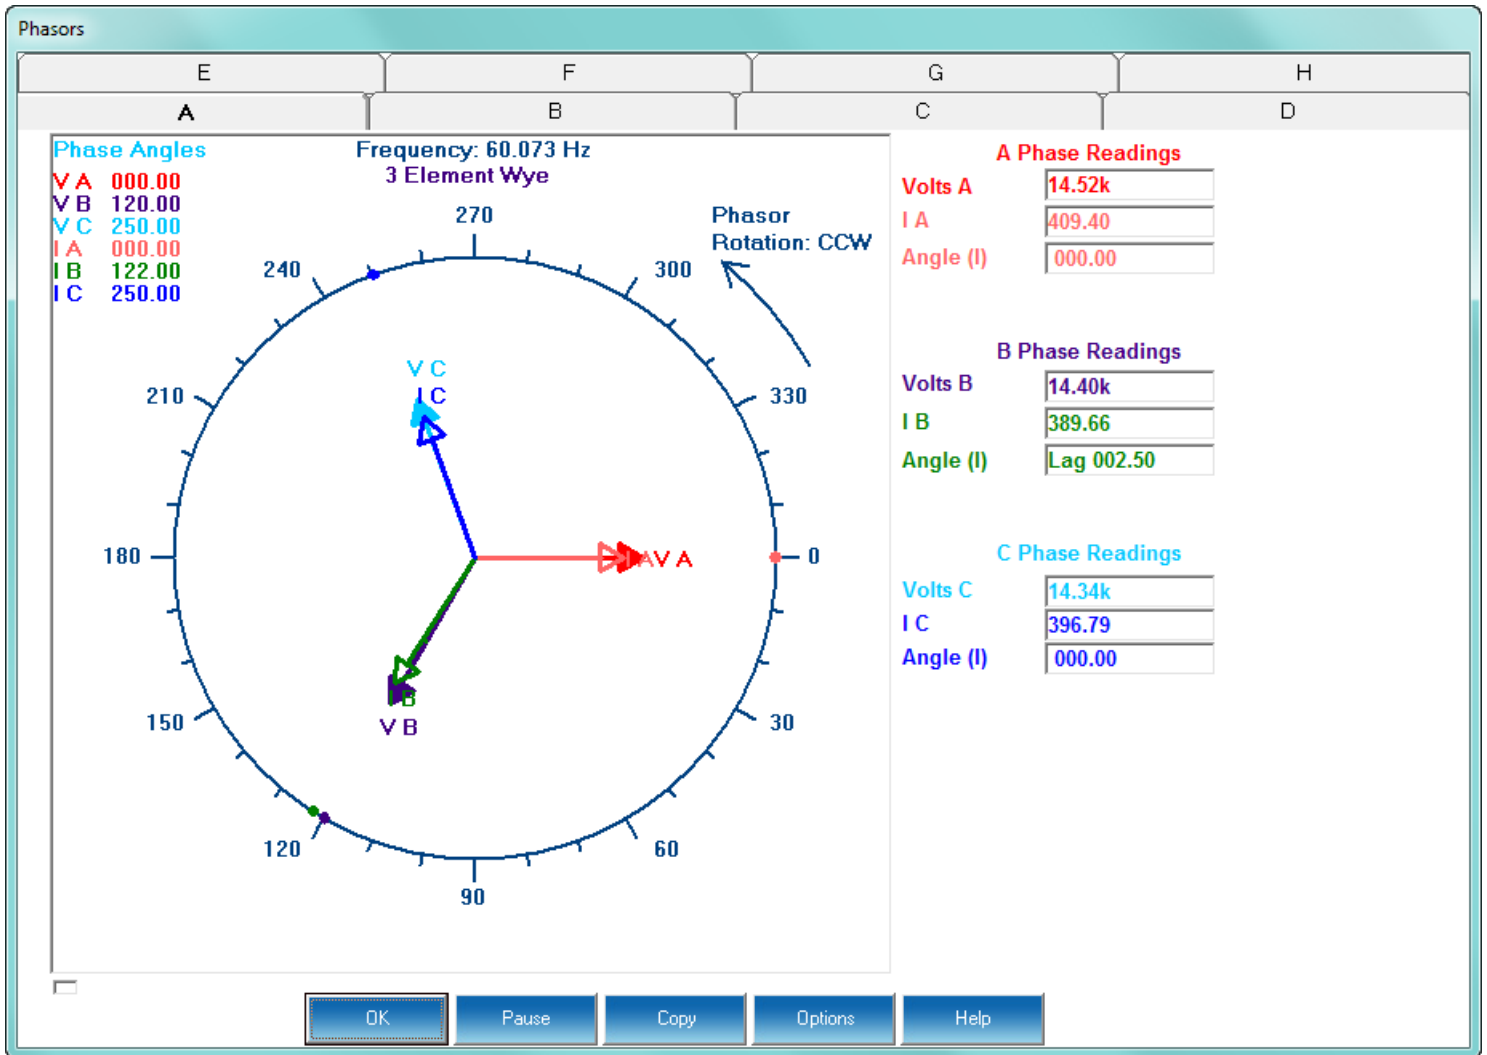 Phasors
E
F
G
H
A
B
C
D
Phase Angles
V A 000.00
V B 120.00
V C 250.00
I A 000.00
I B 122.00
I C 250.00
Frequency: 60.073 Hz
3 Element Wye
Phasor
Rotation: CCW
270
240
300
210
330
180
0
150
30
120
60
90
V C
I C
I A
V A
I B
V B
A Phase Readings
Volts A 14.52k
I A 409.40
Angle (I) 000.00
B Phase Readings
Volts B 14.40k
I B 389.66
Angle (I) Lag 002.50
C Phase Readings
Volts C 14.34k
I C 396.79
Angle (I) 000.00
OK
Pause
Copy
Options
Help